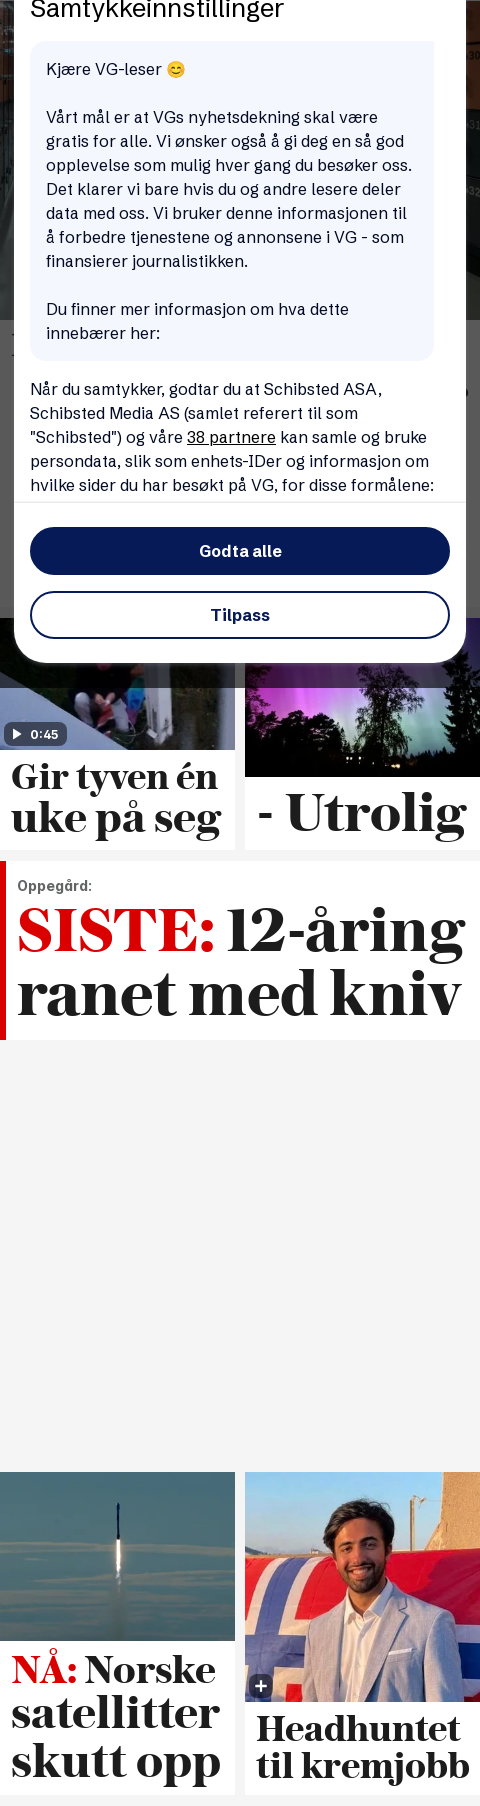 Samtykkeinnstillinger
Kjære VG-leser 😊
Vårt mål er at VGs nyhetsdekning skal være
gratis for alle. Vi ønsker også å gi deg en så god
opplevelse som mulig hver gang du besøker oss.
Det klarer vi bare hvis du og andre lesere deler
data med oss. Vi bruker denne informasjonen til
å forbedre tjenestene og annonsene i VG - som
finansierer journalistikken.
Du finner mer informasjon om hva dette
innebærer her:
Når du samtykker, godtar du at Schibsted ASA,
Schibsted Media AS (samlet referert til som
"Schibsted") og våre 38 partnere kan samle og bruke
persondata, slik som enhets-IDer og informasjon om
hvilke sider du har besøkt på VG, for disse formålene:
Godta alle
Tilpass
0:45
Gir tyven én
uke på seg
- Utrolig
Oppegård:
SISTE: 12-åring
ranet med kniv
NÅ: Norske
satellitter
skutt opp
Headhuntet
til kremjobb